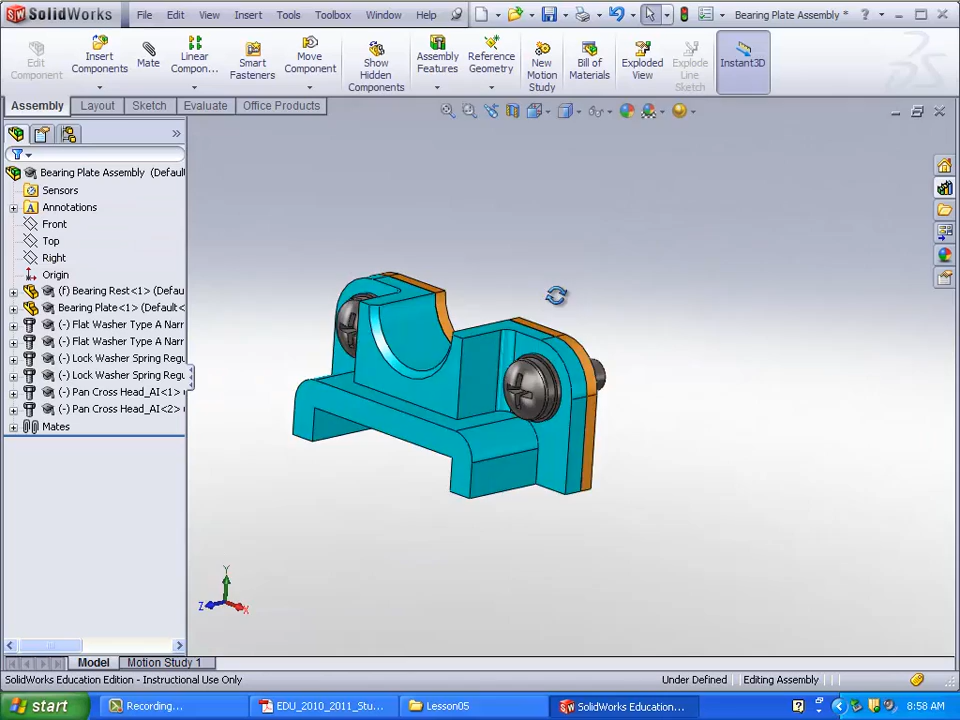 SolidWorks File Edit View Insert Tools Toolbox Window Help Bearing Plate Assembly *
Edit Component
Insert Components
Mate
Linear Compon...
Smart Fasteners
Move Component
Show Hidden Components
Assembly Features
Reference Geometry
New Motion Study
Bill of Materials
Exploded View
Explode Line Sketch
Instant3D
Assembly Layout Sketch Evaluate Office Products
Bearing Plate Assembly (Defaul
Sensors
Annotations
Front
Top
Right
Origin
(f) Bearing Rest<1> (Defau
Bearing Plate<1> (Default<
(-) Flat Washer Type A Narr
(-) Flat Washer Type A Narr
(-) Lock Washer Spring Regu
(-) Lock Washer Spring Regu
(-) Pan Cross Head_AI<1>
(-) Pan Cross Head_AI<2>
Mates
Y
Z X
Model Motion Study 1
SolidWorks Education Edition - Instructional Use Only Under Defined Editing Assembly
start Recording... EDU_2010_2011_Stu... Lesson05 SolidWorks Education... 8:58 AM